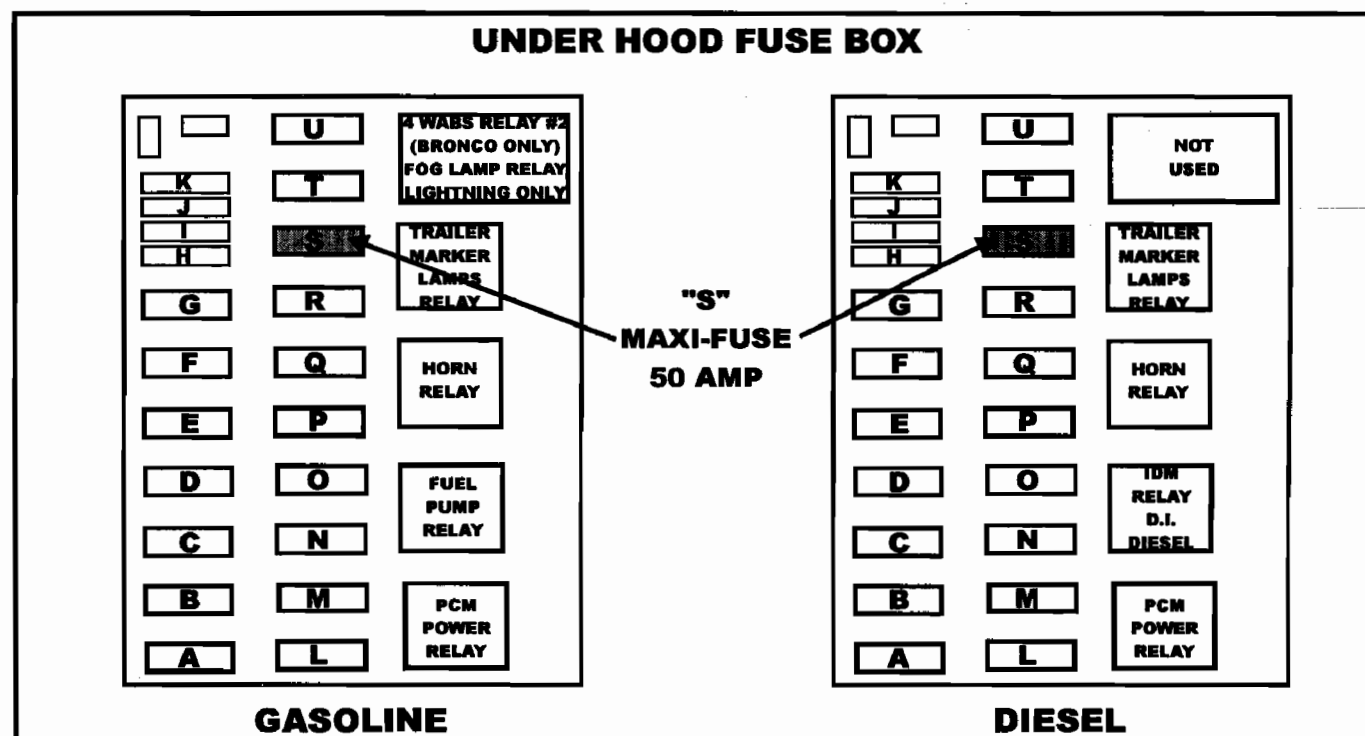 UNDER HOOD FUSE BOX
U
4 WABS RELAY #2
(BRONCO ONLY)
FOG LAMP RELAY
LIGHTNING ONLY
K
T
J
I
S
H
TRAILER
MARKER
LAMPS
RELAY
G
R
F
Q
HORN
RELAY
E
P
D
O
FUEL
PUMP
RELAY
C
N
B
M
PCM
POWER
RELAY
A
L
GASOLINE
"S"
MAXI-FUSE
50 AMP
U
NOT
USED
K
T
J
I
S
H
TRAILER
MARKER
LAMPS
RELAY
G
R
F
Q
HORN
RELAY
E
P
D
O
IDM
RELAY
D.I.
DIESEL
C
N
B
M
PCM
POWER
RELAY
A
L
DIESEL